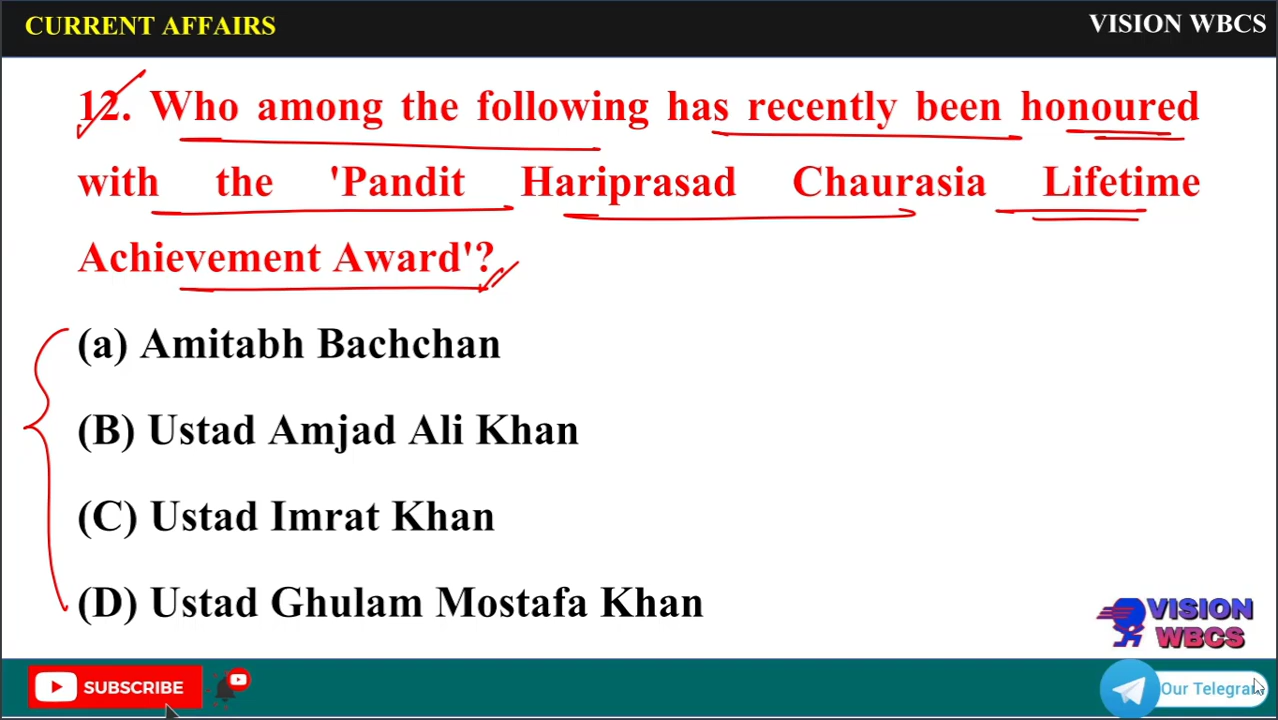 CURRENT AFFAIRS
VISION WBCS
12. Who among the following has recently been honoured
with the 'Pandit Hariprasad Chaurasia Lifetime
Achievement Award'?
(a) Amitabh Bachchan
(B) Ustad Amjad Ali Khan
(C) Ustad Imrat Khan
(D) Ustad Ghulam Mostafa Khan
VISION
WBCS
SUBSCRIBE
Our Telegram